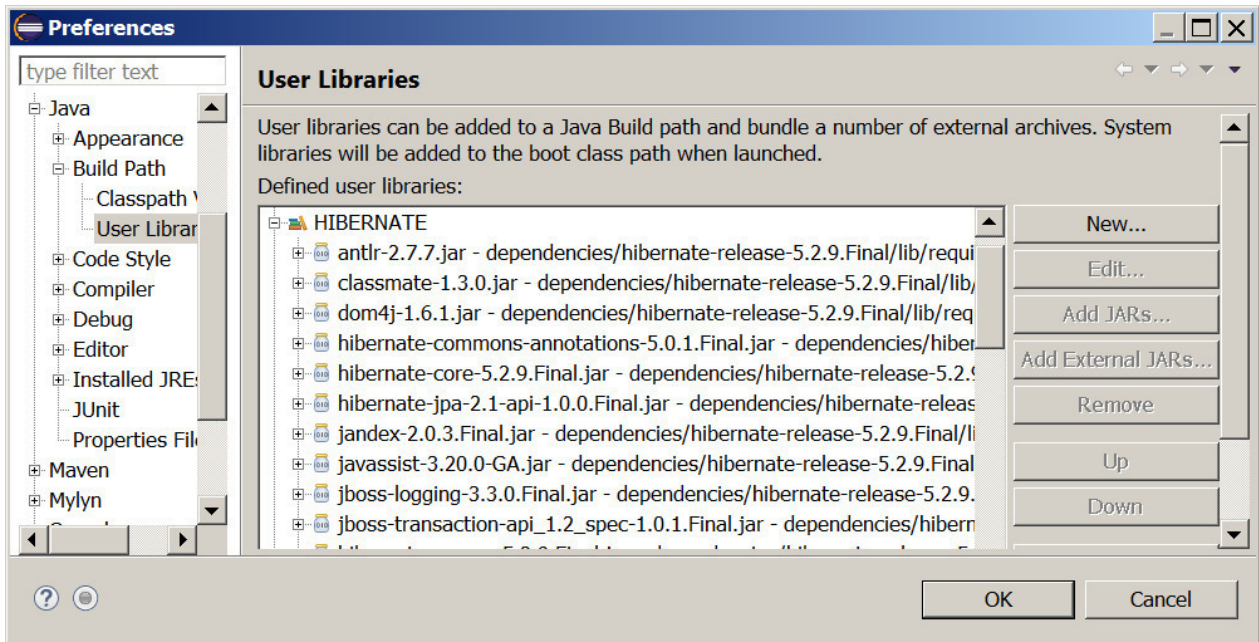 Preferences
type filter text
Java
Appearance
Build Path
Classpath
User Librar
Code Style
Compiler
Debug
Editor
Installed JREs
JUnit
Properties Fil
Maven
Mylyn
User Libraries
User libraries can be added to a Java Build path and bundle a number of external archives. System
libraries will be added to the boot class path when launched.
Defined user libraries:
HIBERNATE
antlr-2.7.7.jar - dependencies/hibernate-release-5.2.9.Final/lib/requi
classmate-1.3.0.jar - dependencies/hibernate-release-5.2.9.Final/lib/
dom4j-1.6.1.jar - dependencies/hibernate-release-5.2.9.Final/lib/req
hibernate-commons-annotations-5.0.1.Final.jar - dependencies/hiber
hibernate-core-5.2.9.Final.jar - dependencies/hibernate-release-5.2.9
hibernate-jpa-2.1-api-1.0.0.Final.jar - dependencies/hibernate-releas
jandex-2.0.3.Final.jar - dependencies/hibernate-release-5.2.9.Final/li
javassist-3.20.0-GA.jar - dependencies/hibernate-release-5.2.9.Final
jboss-logging-3.3.0.Final.jar - dependencies/hibernate-release-5.2.9.
jboss-transaction-api_1.2_spec-1.0.1.Final.jar - dependencies/hibern
New...
Edit...
Add JARs...
Add External JARs...
Remove
Up
Down
OK
Cancel